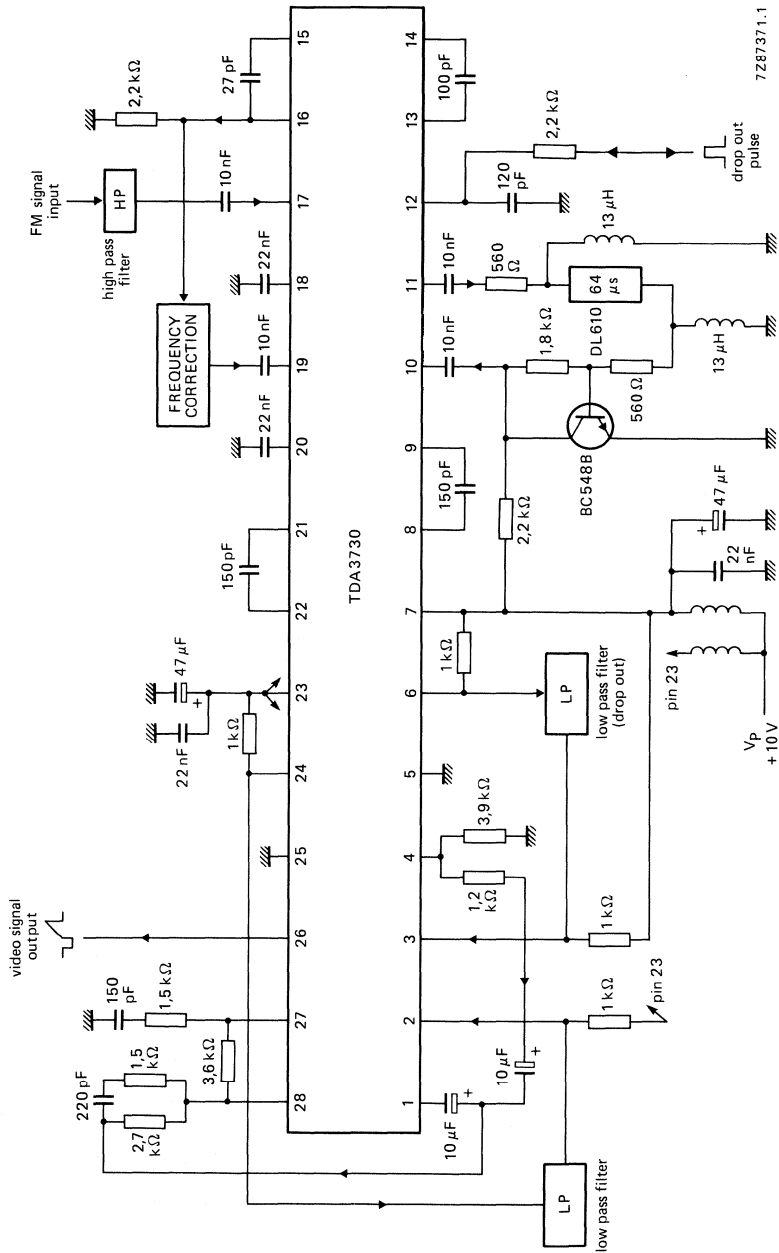 video signal
output
FM signal
input
HP
high pass
filter
FREQUENCY
CORRECTION
220 pF
1,5
kΩ
2,7
kΩ
150
pF
1,5 kΩ
3,6 kΩ
22 nF
47 µF
+
1 kΩ
150 pF
22 nF
10 nF
22 nF
10 nF
2,2 kΩ
27 pF
28
27
26
25
24
23
22
21
20
19
18
17
16
15
TDA3730
1
2
3
4
5
6
7
8
9
10
11
12
13
14
10 µF
+
10 µF
+
1,2
kΩ
3,9 kΩ
1 kΩ
pin 23
1 kΩ
LP
low pass filter
LP
low pass filter
(drop out)
1 kΩ
pin 23
VP
+ 10 V
22
nF
+
47 µF
2,2 kΩ
150 pF
BC548B
10 nF
1,8 kΩ
560 Ω
10 nF
560
Ω
64
µs
DL610
13 µH
13 µH
120
pF
2,2 kΩ
drop out
pulse
100 pF
7Z87371.1